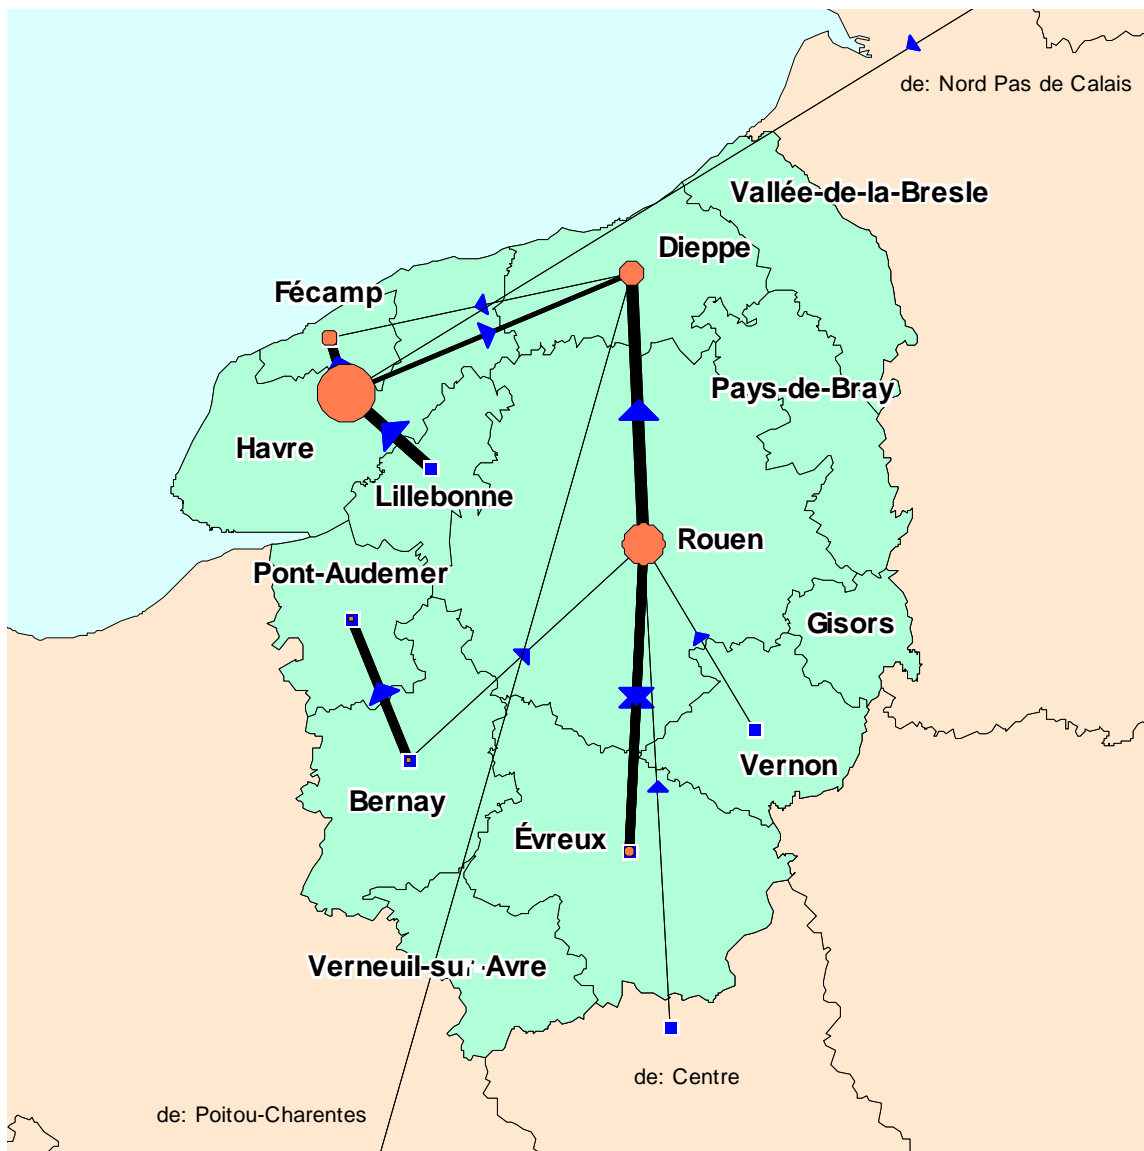 de: Nord Pas de Calais
Vallée-de-la-Bresle
Dieppe
Fécamp
Pays-de-Bray
Havre
Lillebonne
Rouen
Pont-Audemer
Gisors
Vernon
Bernay
Évreux
Verneuil-sur-Avre
de: Centre
de: Poitou-Charentes